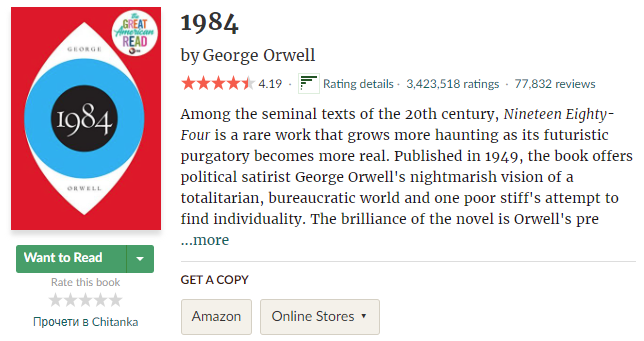 the
GREAT
American
READ
GEORGE
1984
ORWELL
Want to Read
Rate this book
Прочети в Chitanka
1984
by George Orwell
4.19 · Rating details · 3,423,518 ratings · 77,832 reviews
Among the seminal texts of the 20th century, Nineteen Eighty-
Four is a rare work that grows more haunting as its futuristic
purgatory becomes more real. Published in 1949, the book offers
political satirist George Orwell's nightmarish vision of a
totalitarian, bureaucratic world and one poor stiff's attempt to
find individuality. The brilliance of the novel is Orwell's pre
...more
GET A COPY
Amazon
Online Stores ▼